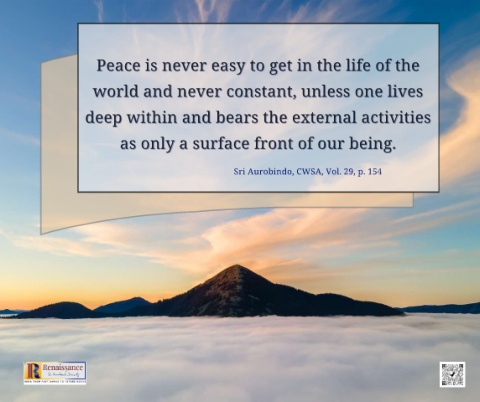 Peace is never easy to get in the life of the
world and never constant, unless one lives
deep within and bears the external activities
as only a surface front of our being.
Sri Aurobindo, CWSA, Vol. 29, p. 154
Renaissance